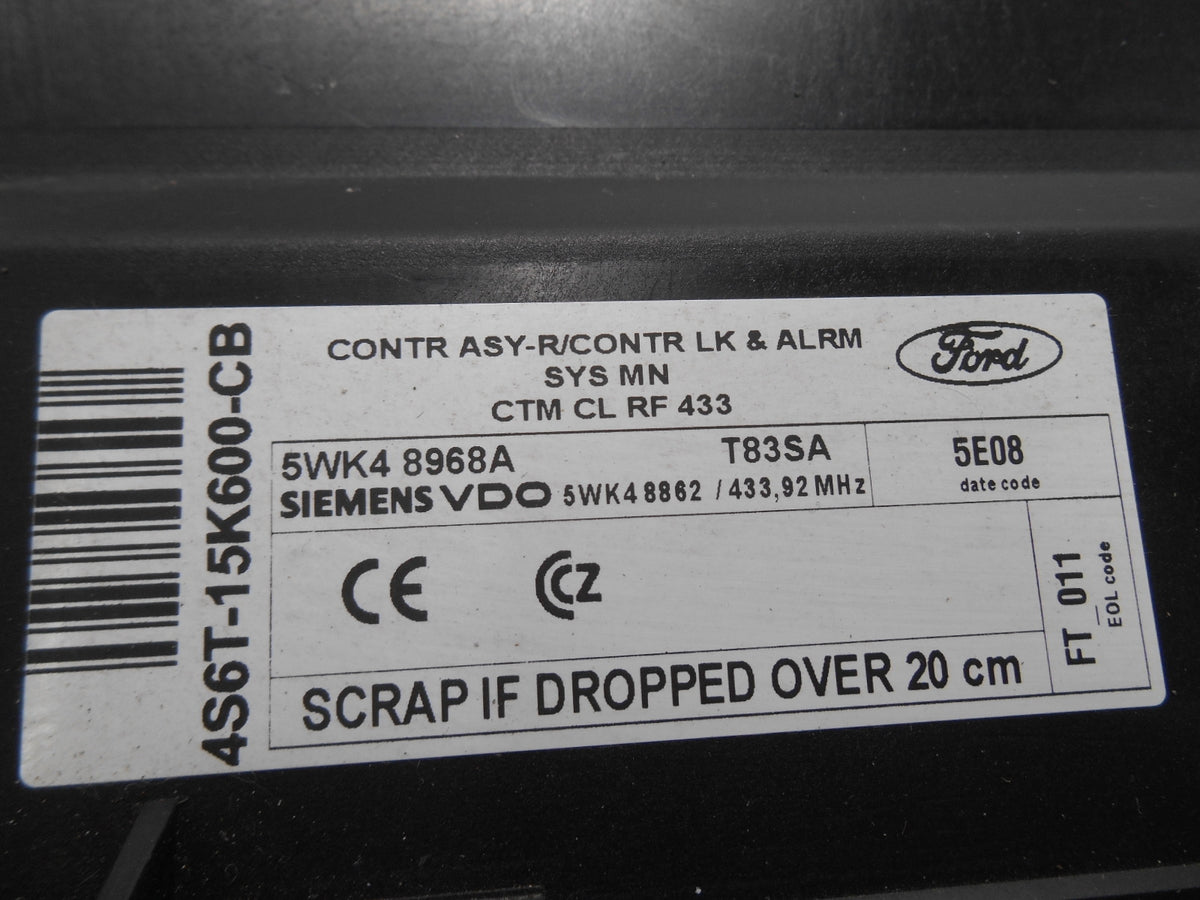 4S6T-15K600-CB
CONTR ASY-R/CONTR LK & ALRM
SYS MN
CTM CL RF 433
Ford
5WK4 8968A T83SA
SIEMENS VDO 5WK4 8862 / 433,92 MHz
5E08
date code
CE CCZ
FT_011
EOL code
SCRAP IF DROPPED OVER 20 cm